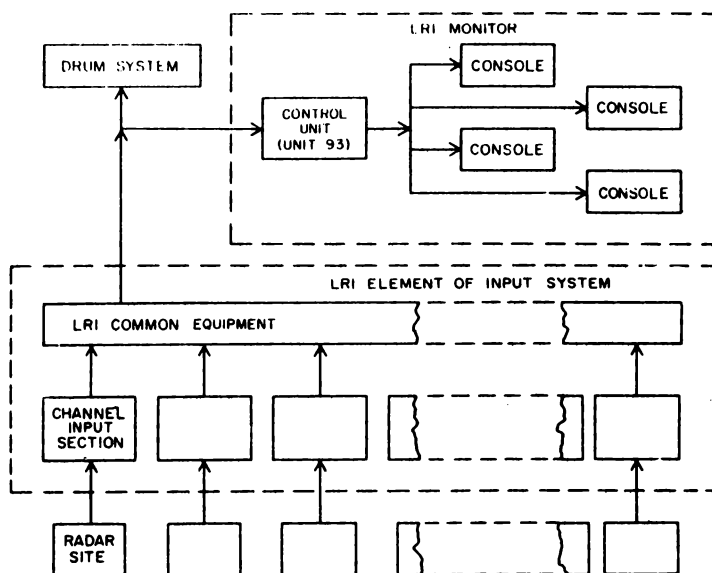 LRI MONITOR
DRUM SYSTEM
CONSOLE
CONTROL
UNIT
(UNIT 93)
CONSOLE
CONSOLE
CONSOLE
LRI ELEMENT OF INPUT SYSTEM
LRI COMMON EQUIPMENT
CHANNEL
INPUT
SECTION
RADAR
SITE